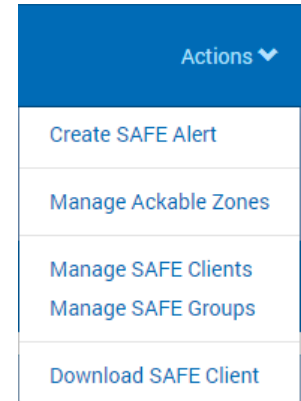 Actions
Create SAFE Alert
Manage Ackable Zones
Manage SAFE Clients
Manage SAFE Groups
Download SAFE Client